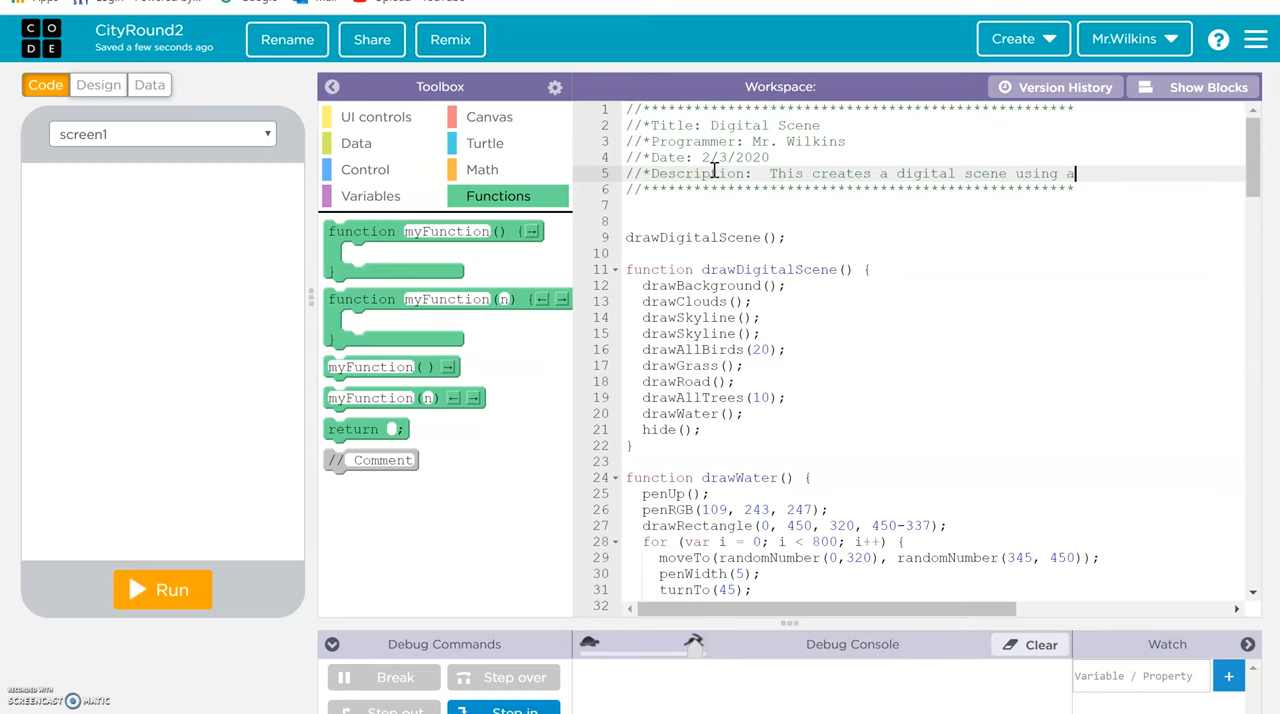 CityRound2
Saved a few seconds ago
C O
D E
Rename
Share
Remix
Create
Mr.Wilkins
?
Code
Design
Data
screen1
Run
Toolbox
UI controls
Canvas
Data
Turtle
Control
Math
Variables
Functions
function myFunction() {
}
function myFunction(n) {
}
myFunction()
myFunction(n)
return ;
// Comment
Workspace:
Version History
Show Blocks
1 //**************************************************
2 //*Title: Digital Scene
3 //*Programmer: Mr. Wilkins
4 //*Date: 2/3/2020
5 //*Description:  This creates a digital scene using a
6 //**************************************************
7
8
9 drawDigitalScene();
10
11 function drawDigitalScene() {
12 drawBackground();
13 drawClouds();
14 drawSkyline();
15 drawSkyline();
16 drawAllBirds(20);
17 drawGrass();
18 drawRoad();
19 drawAllTrees(10);
20 drawWater();
21 hide();
22 }
23
24 function drawWater() {
25 penUp();
26 penRGB(109, 243, 247);
27 drawRectangle(0, 450, 320, 450-337);
28 for (var i = 0; i < 800; i++) {
29 moveTo(randomNumber(0,320), randomNumber(345, 450));
30 penWidth(5);
31 turnTo(45);
32
Debug Commands
Break
Step over
Step out
Step in
Debug Console
Clear
Watch
Variable / Property
+
RECORDED WITH
SCREENCAST MATIC